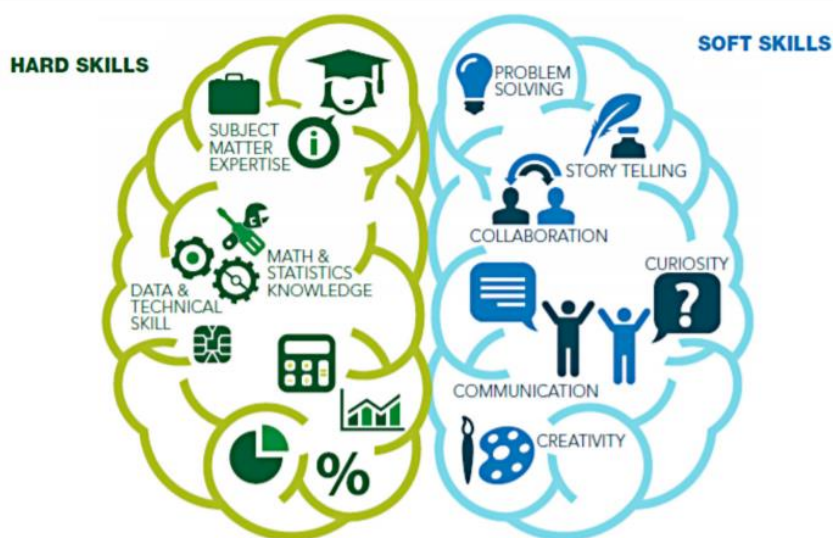 HARD SKILLS
SUBJECT
MATTER
EXPERTISE
i
MATH &
STATISTICS
KNOWLEDGE
DATA &
TECHNICAL
SKILL
%
SOFT SKILLS
PROBLEM
SOLVING
STORY TELLING
COLLABORATION
CURIOSITY
?
COMMUNICATION
CREATIVITY